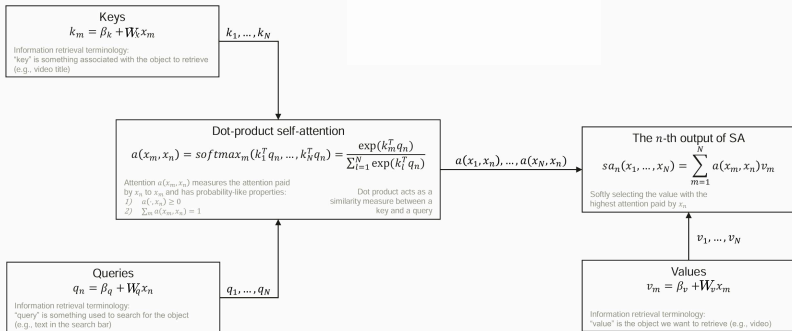 Keys
k_m = β_k + W_k x_m
Information retrieval terminology:
"key" is something associated with the object to retrieve
(e.g., video title)
k_1, ..., k_N
Dot-product self-attention
a(x_m, x_n) = softmax_m(k_1^T q_n, ..., k_N^T q_n) = exp(k_m^T q_n) / ∑_{l=1}^N exp(k_l^T q_n)
Attention a(x_m, x_n) measures the attention paid
by x_n to x_m and has probability-like properties:
1) a(·, x_n) ≥ 0
2) ∑_m a(x_m, x_n) = 1
Dot product acts as a
similarity measure between a
key and a query
a(x_1, x_n), ..., a(x_N, x_n)
The n-th output of SA
sa_n(x_1, ..., x_N) = ∑_{m=1}^N a(x_m, x_n) v_m
Softly selecting the value with the
highest attention paid by x_n
v_1, ..., v_N
Queries
q_n = β_q + W_q x_n
Information retrieval terminology:
"query" is something used to search for the object
(e.g., text in the search bar)
q_1, ..., q_N
Values
v_m = β_v + W_v x_m
Information retrieval terminology:
"value" is the object we want to retrieve (e.g., video)